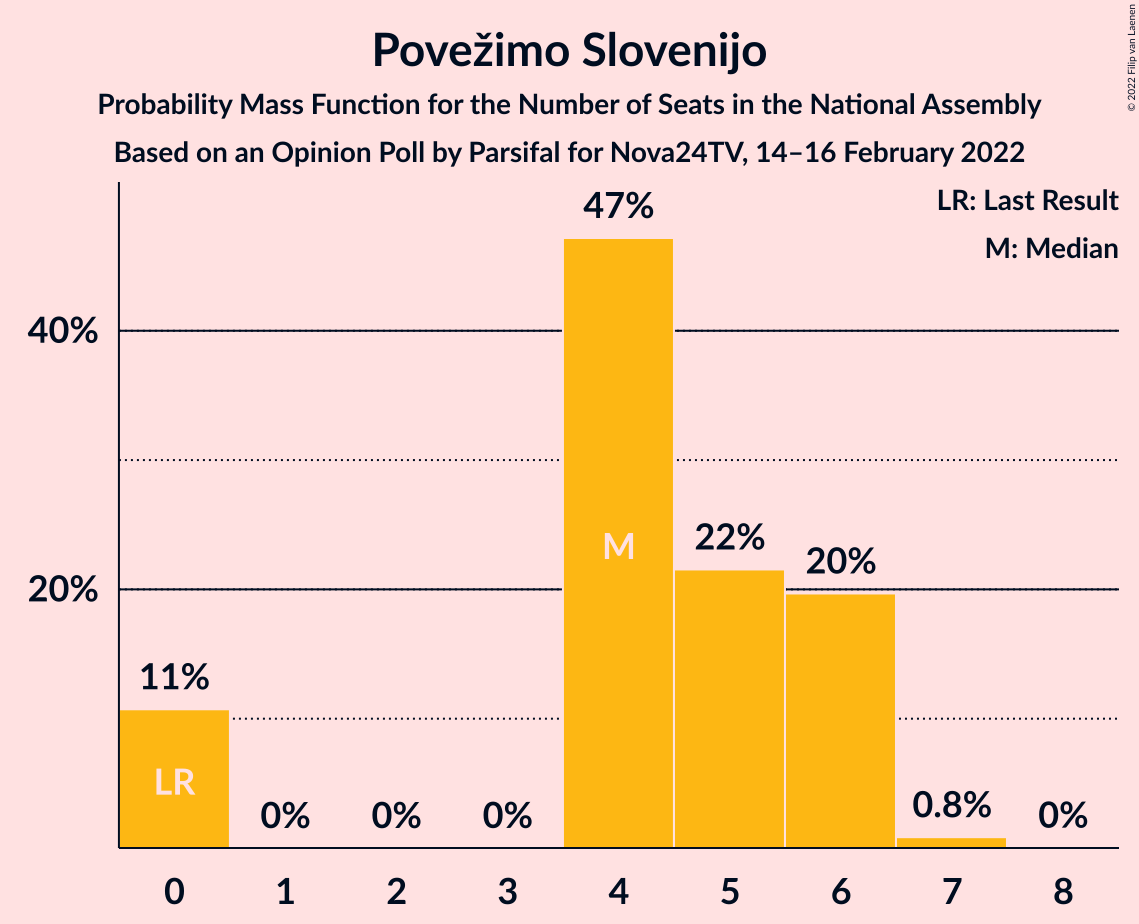 Povežimo Slovenijo
Probability Mass Function for the Number of Seats in the National Assembly
Based on an Opinion Poll by Parsifal for Nova24TV, 14–16 February 2022
© 2022 Filip van Laenen
LR: Last Result
M: Median
40%
20%
11%
0%
0%
0%
47%
22%
20%
0.8%
0%
LR
M
0 1 2 3 4 5 6 7 8